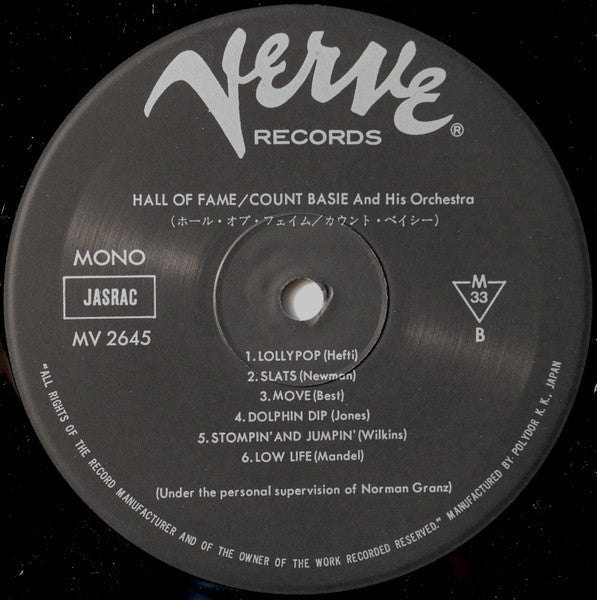 Verve
RECORDS ®
HALL OF FAME/COUNT BASIE And His Orchestra
(ホール・オブ・フェイム/カウント・ベイシー)
MONO
JASRAC
MV 2645
M
33
B
1. LOLLYPOP (Hefti)
2. SLATS (Newman)
3. MOVE (Best)
4. DOLPHIN DIP (Jones)
5. STOMPIN' AND JUMPIN' (Wilkins)
6. LOW LIFE (Mandel)
(Under the personal supervision of Norman Granz)
"ALL RIGHTS OF THE RECORD MANUFACTURER AND OF THE OWNER OF THE WORK RECORDED RESERVED." MANUFACTURED BY POLYDOR K. K., JAPAN